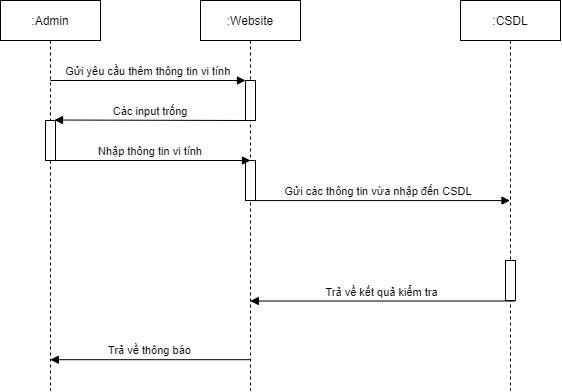 :Admin
:Website
:CSDL
Gửi yêu cầu thêm thông tin vi tính
Các input trống
Nhập thông tin vi tính
Gửi các thông tin vừa nhập đến CSDL
Trả về kết quả kiểm tra
Trả về thông báo